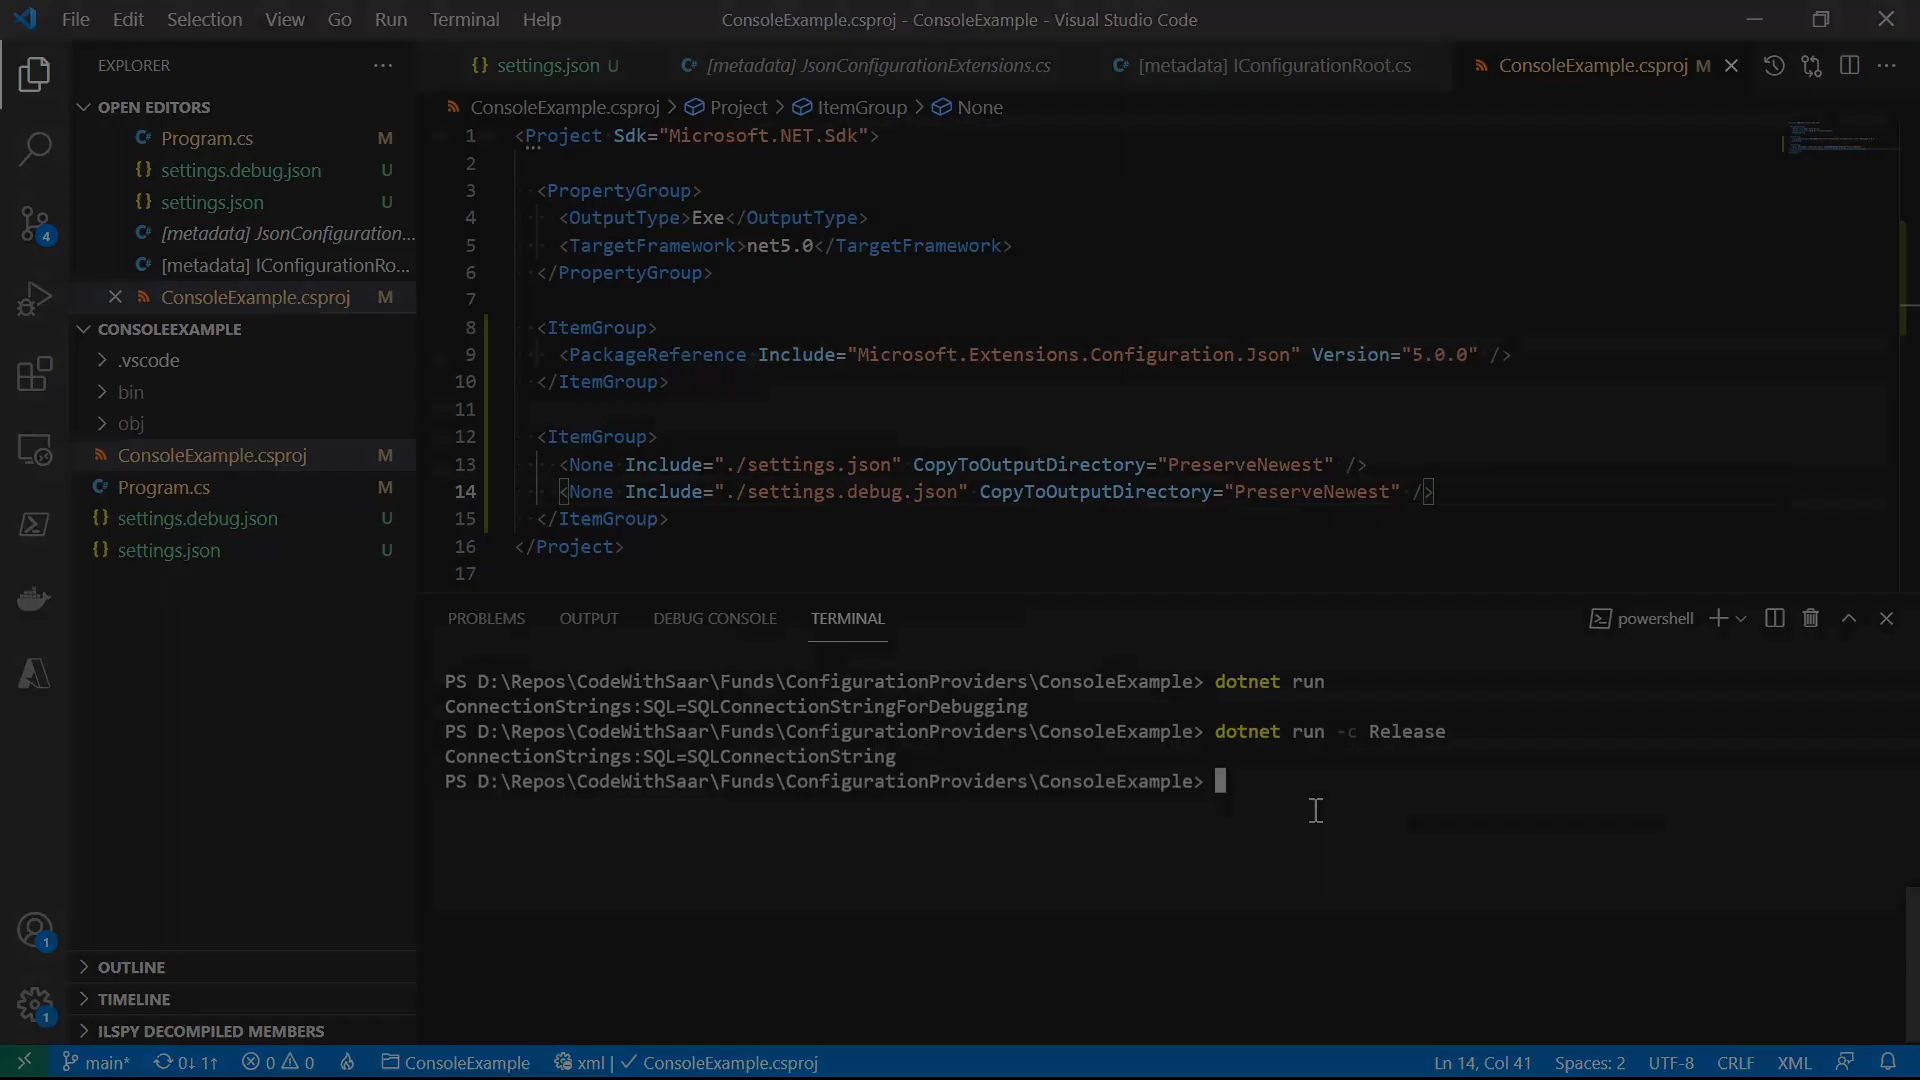 File Edit Selection View Go Run Terminal Help
ConsoleExample.csproj - ConsoleExample - Visual Studio Code
EXPLORER
OPEN EDITORS
Program.cs M
settings.debug.json U
settings.json U
[metadata] JsonConfiguration...
[metadata] IConfigurationRo...
ConsoleExample.csproj M
CONSOLEEXAMPLE
.vscode
bin
obj
ConsoleExample.csproj M
Program.cs M
settings.debug.json U
settings.json U
OUTLINE
TIMELINE
ILSPY DECOMPILED MEMBERS
4
1
1
settings.json U [metadata] JsonConfigurationExtensions.cs [metadata] IConfigurationRoot.cs ConsoleExample.csproj M
ConsoleExample.csproj > Project > ItemGroup > None
1 <Project Sdk="Microsoft.NET.Sdk">
2
3 <PropertyGroup>
4 <OutputType>Exe</OutputType>
5 <TargetFramework>net5.0</TargetFramework>
6 </PropertyGroup>
7
8 <ItemGroup>
9 <PackageReference Include="Microsoft.Extensions.Configuration.Json" Version="5.0.0" />
10 </ItemGroup>
11
12 <ItemGroup>
13 <None Include="./settings.json" CopyToOutputDirectory="PreserveNewest" />
14 <None Include="./settings.debug.json" CopyToOutputDirectory="PreserveNewest" />
15 </ItemGroup>
16 </Project>
17
PROBLEMS OUTPUT DEBUG CONSOLE TERMINAL powershell
PS D:\Repos\CodeWithSaar\Funds\ConfigurationProviders\ConsoleExample> dotnet run
ConnectionStrings:SQL=SQLConnectionStringForDebugging
PS D:\Repos\CodeWithSaar\Funds\ConfigurationProviders\ConsoleExample> dotnet run -c Release
ConnectionStrings:SQL=SQLConnectionString
PS D:\Repos\CodeWithSaar\Funds\ConfigurationProviders\ConsoleExample>
main* 0↓ 1↑ 0 0 ConsoleExample xml | ✓ ConsoleExample.csproj Ln 14, Col 41 Spaces: 2 UTF-8 CRLF XML